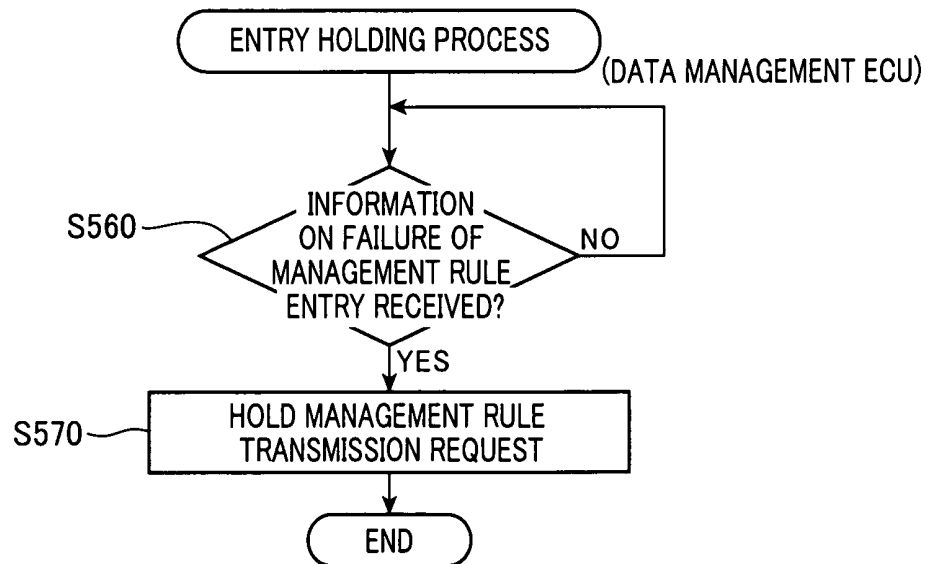 ENTRY HOLDING PROCESS
(DATA MANAGEMENT ECU)
S560
INFORMATION
ON FAILURE OF
MANAGEMENT RULE
ENTRY RECEIVED?
NO
YES
S570
HOLD MANAGEMENT RULE
TRANSMISSION REQUEST
END